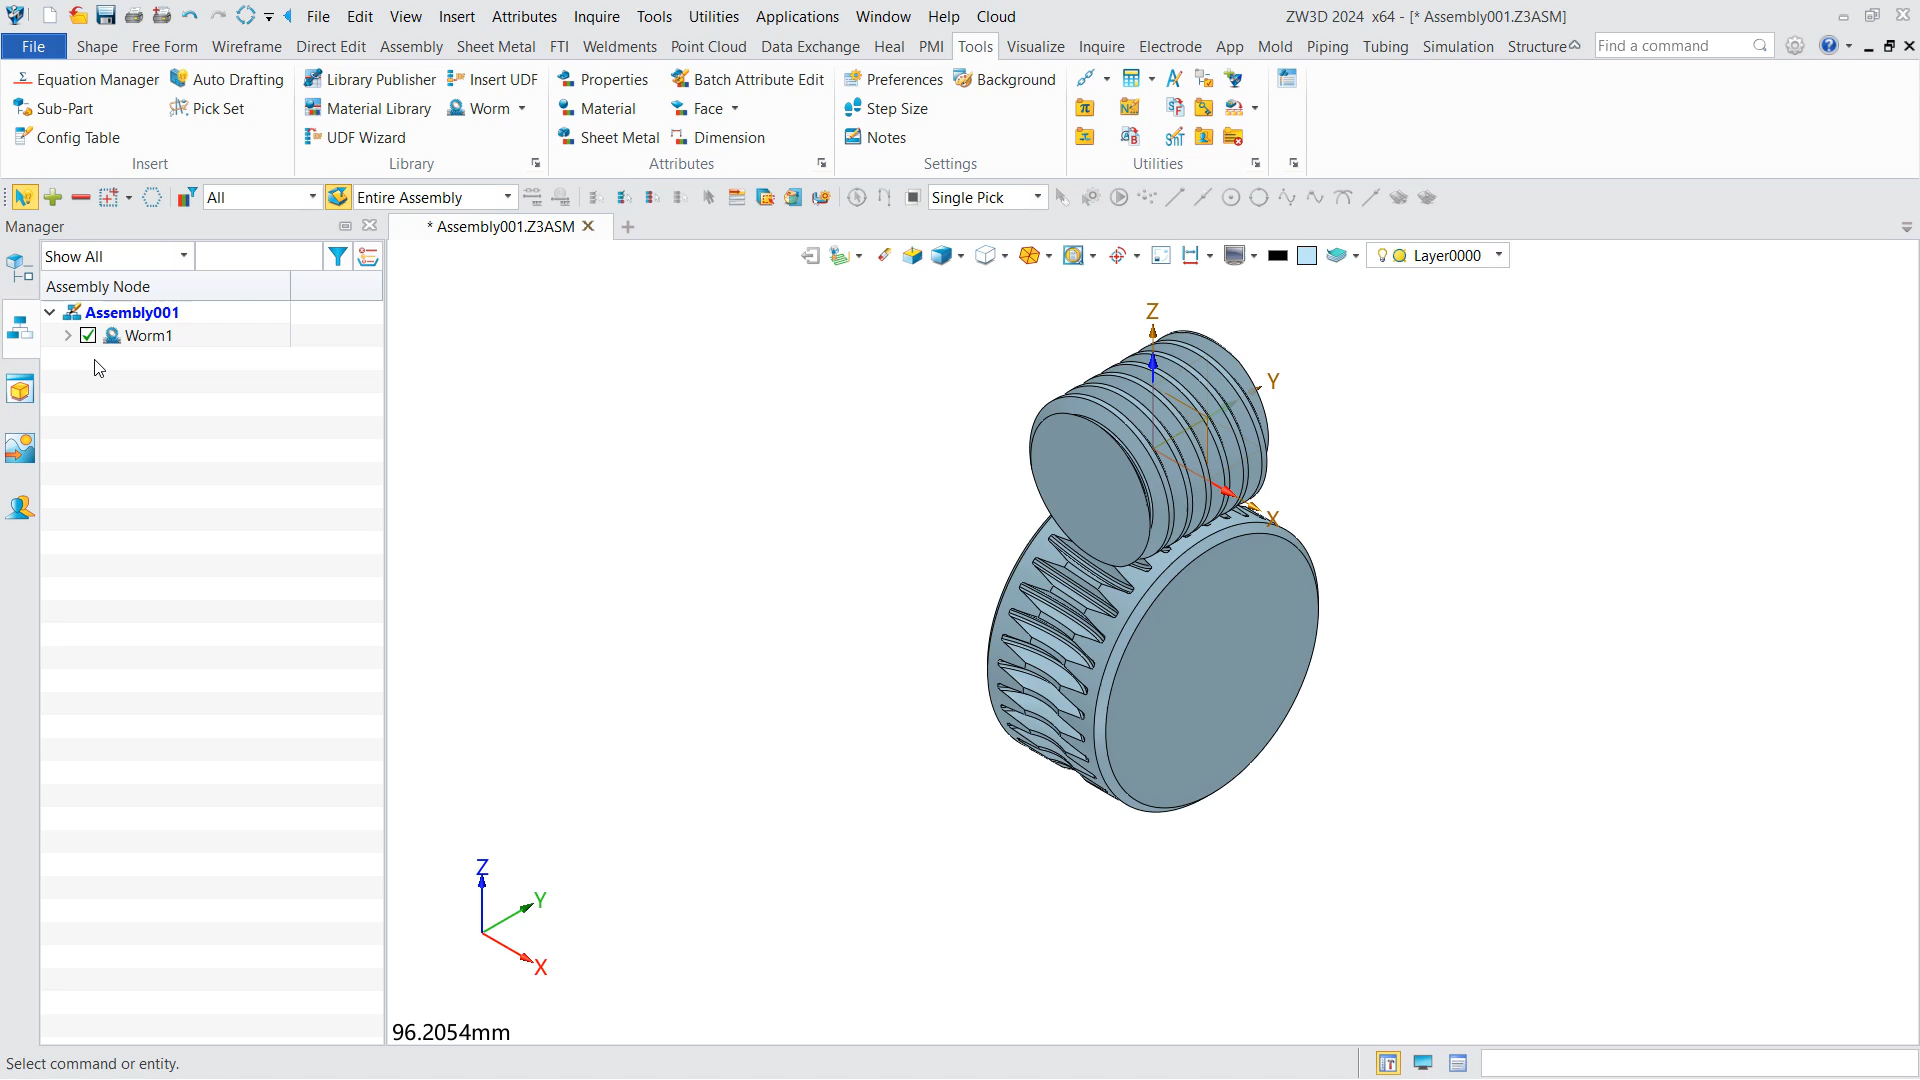 File Edit View Insert Attributes Inquire Tools Utilities Applications Window Help Cloud ZW3D 2024 x64 - [* Assembly001.Z3ASM]
File Shape Free Form Wireframe Direct Edit Assembly Sheet Metal FTI Weldments Point Cloud Data Exchange Heal PMI Tools Visualize Inquire Electrode App Mold Piping Tubing Simulation Structure Find a command
Equation Manager Auto Drafting Library Publisher Insert UDF Properties Batch Attribute Edit Preferences Background
Sub-Part Pick Set Material Library Worm Material Face Step Size
Config Table UDF Wizard Sheet Metal Dimension Notes
Insert Library Attributes Settings Utilities
All Entire Assembly Single Pick
Manager * Assembly001.Z3ASM
Show All Layer0000
Assembly Node
Assembly001
Worm1
Z
Y
X
Z
Y
X
96.2054mm
Select command or entity.